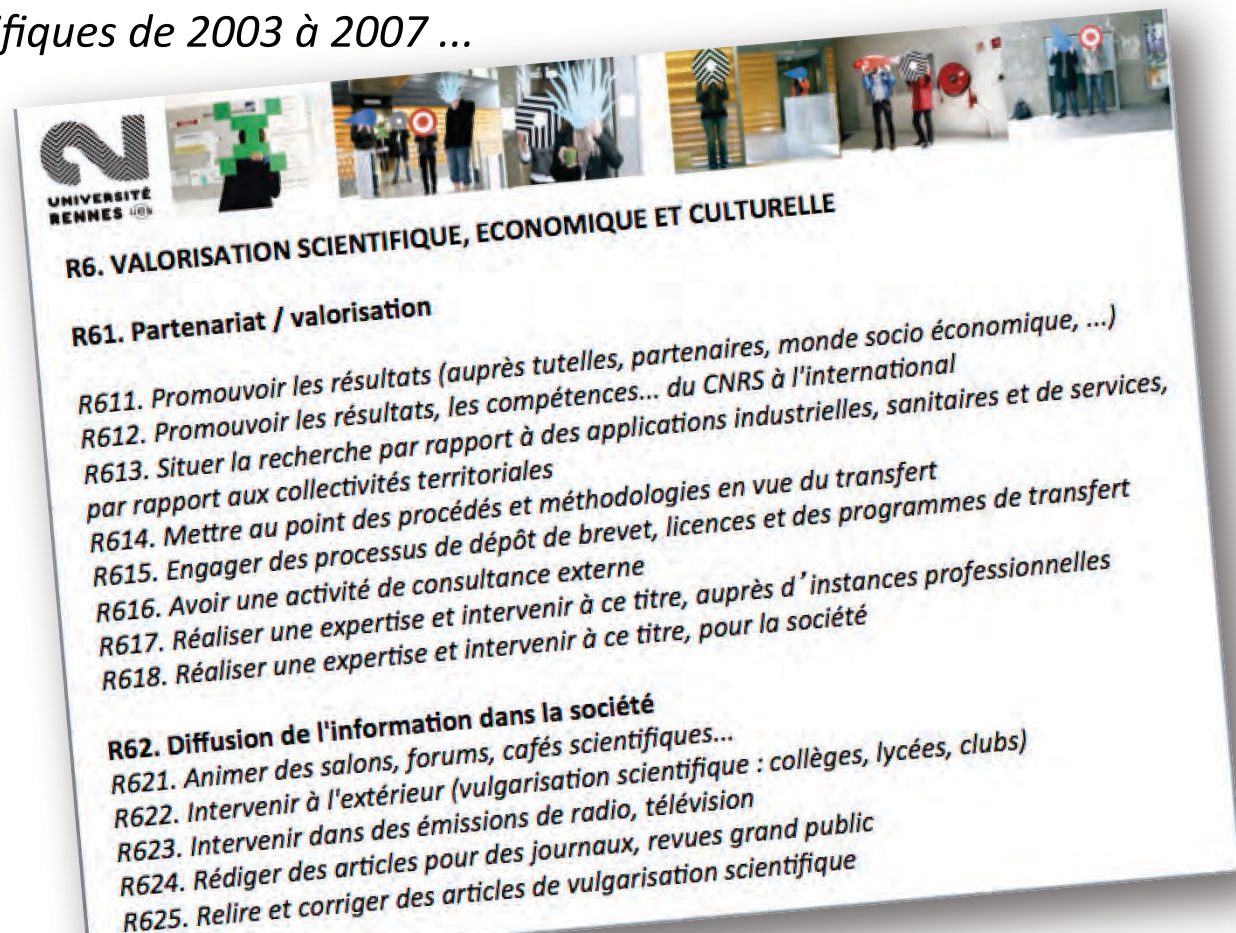 ifiques de 2003 à 2007 ...
UNIVERSITÉ
RENNES
R6. VALORISATION SCIENTIFIQUE, ECONOMIQUE ET CULTURELLE
R61. Partenariat / valorisation
R611. Promouvoir les résultats (auprès tutelles, partenaires, monde socio économique, ...)
R612. Promouvoir les résultats, les compétences... du CNRS à l'international
R613. Situer la recherche par rapport à des applications industrielles, sanitaires et de services,
par rapport aux collectivités territoriales
R614. Mettre au point des procédés et méthodologies en vue du transfert
R615. Engager des processus de dépôt de brevet, licences et des programmes de transfert
R616. Avoir une activité de consultance externe
R617. Réaliser une expertise et intervenir à ce titre, auprès d’instances professionnelles
R618. Réaliser une expertise et intervenir à ce titre, pour la société
R62. Diffusion de l'information dans la société
R621. Animer des salons, forums, cafés scientifiques...
R622. Intervenir à l'extérieur (vulgarisation scientifique : collèges, lycées, clubs)
R623. Intervenir dans des émissions de radio, télévision
R624. Rédiger des articles pour des journaux, revues grand public
R625. Relire et corriger des articles de vulgarisation scientifique